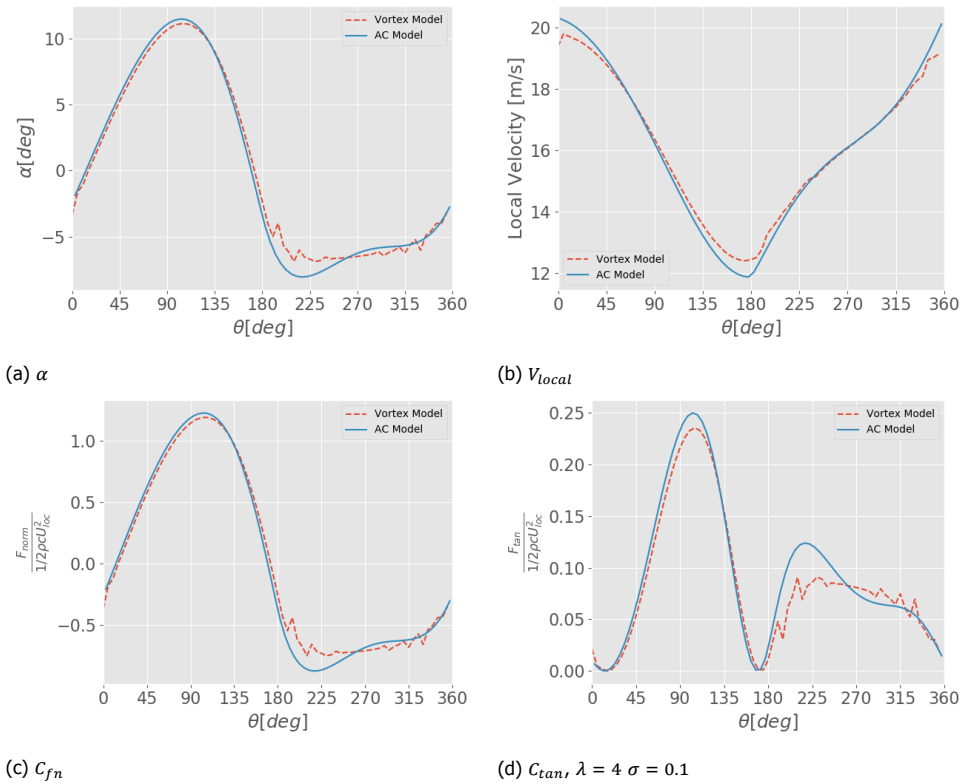 10
5
0
−5
α[deg]
0 45 90 135 180 225 270 315 360
θ[deg]
Vortex Model
AC Model
(a) α
20
18
16
14
12
Local Velocity [m/s]
0 45 90 135 180 225 270 315 360
θ[deg]
Vortex Model
AC Model
(b) V_local
1.0
0.5
0.0
−0.5
F_norm
1/2ρcU²_loc
0 45 90 135 180 225 270 315 360
θ[deg]
Vortex Model
AC Model
(c) C_fn
0.25
0.20
0.15
0.10
0.05
0.00
F_tan
1/2ρcU²_loc
0 45 90 135 180 225 270 315 360
θ[deg]
Vortex Model
AC Model
(d) C_tan, λ = 4 σ = 0.1